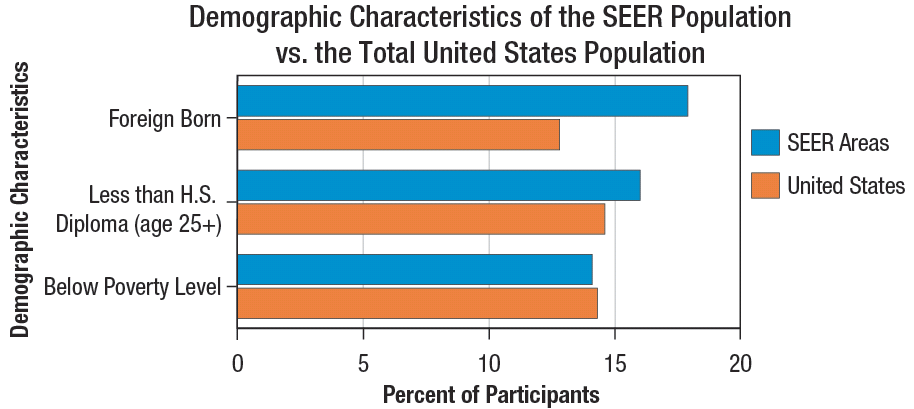 Demographic Characteristics of the SEER Population
vs. the Total United States Population
Demographic Characteristics
Foreign Born
Less than H.S.
Diploma (age 25+)
Below Poverty Level
0 5 10 15 20
Percent of Participants
SEER Areas
United States